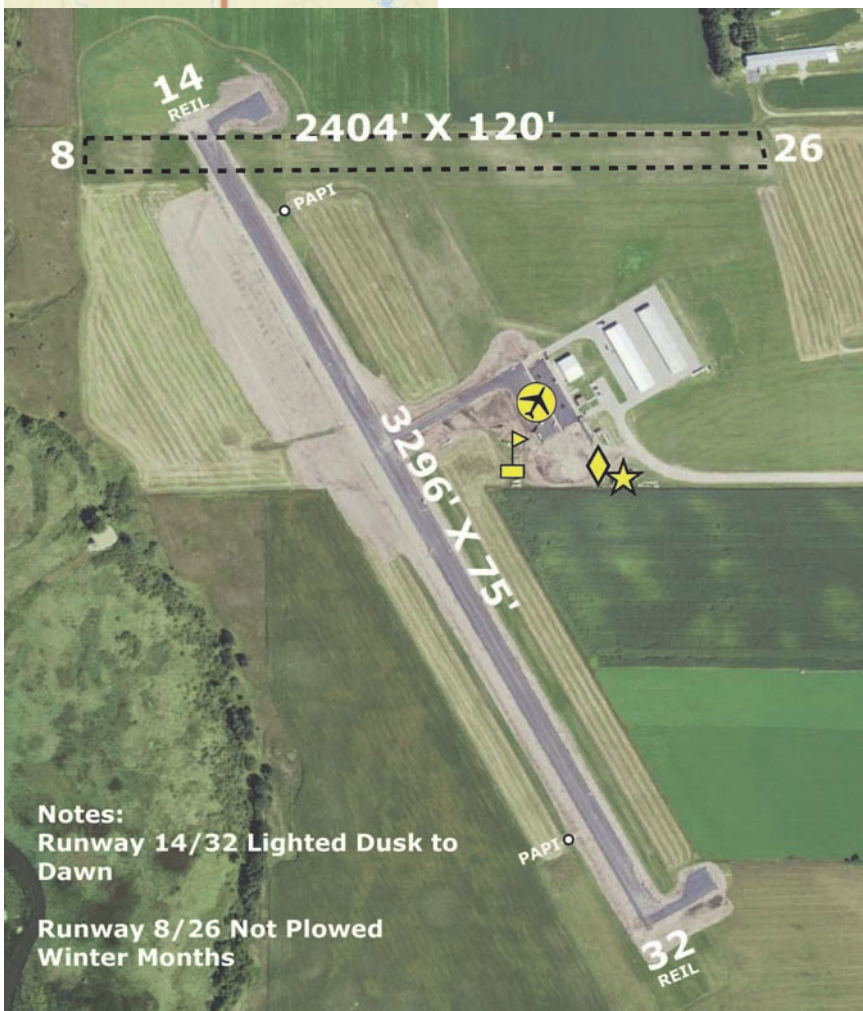 14
REIL
2404' X 120'
8
26
PAPI
3296' X 75'
Notes:
Runway 14/32 Lighted Dusk to
Dawn
PAPI
Runway 8/26 Not Plowed
Winter Months
32
REIL